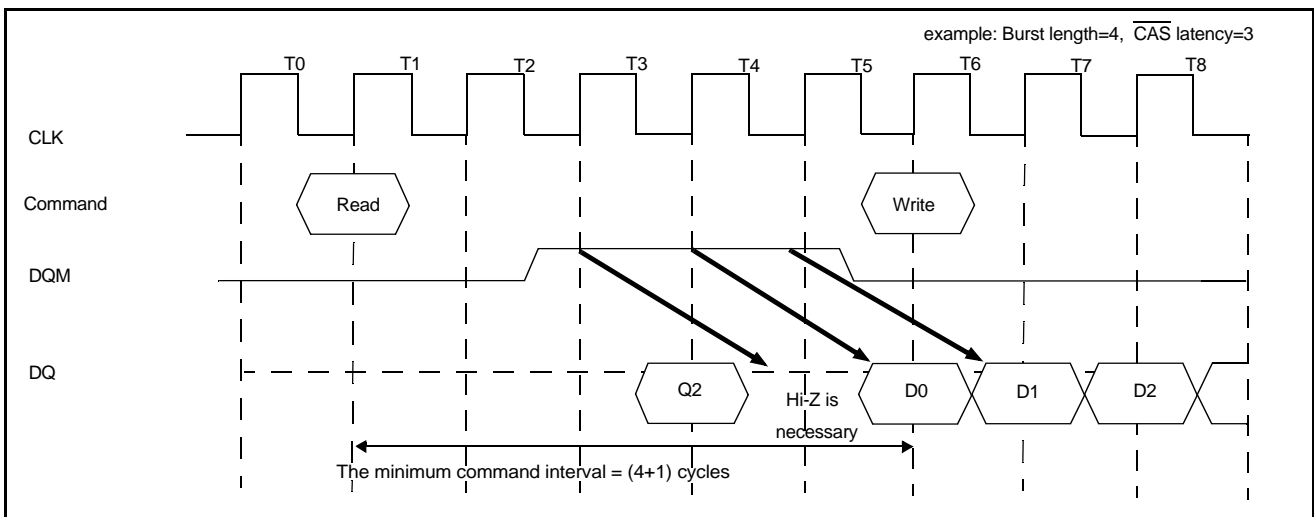 example: Burst length=4, CAS latency=3
T0 T1 T2 T3 T4 T5 T6 T7 T8
CLK
Command Read Write
DQM
DQ Q2 D0 D1 D2
Hi-Z is
necessary
The minimum command interval = (4+1) cycles